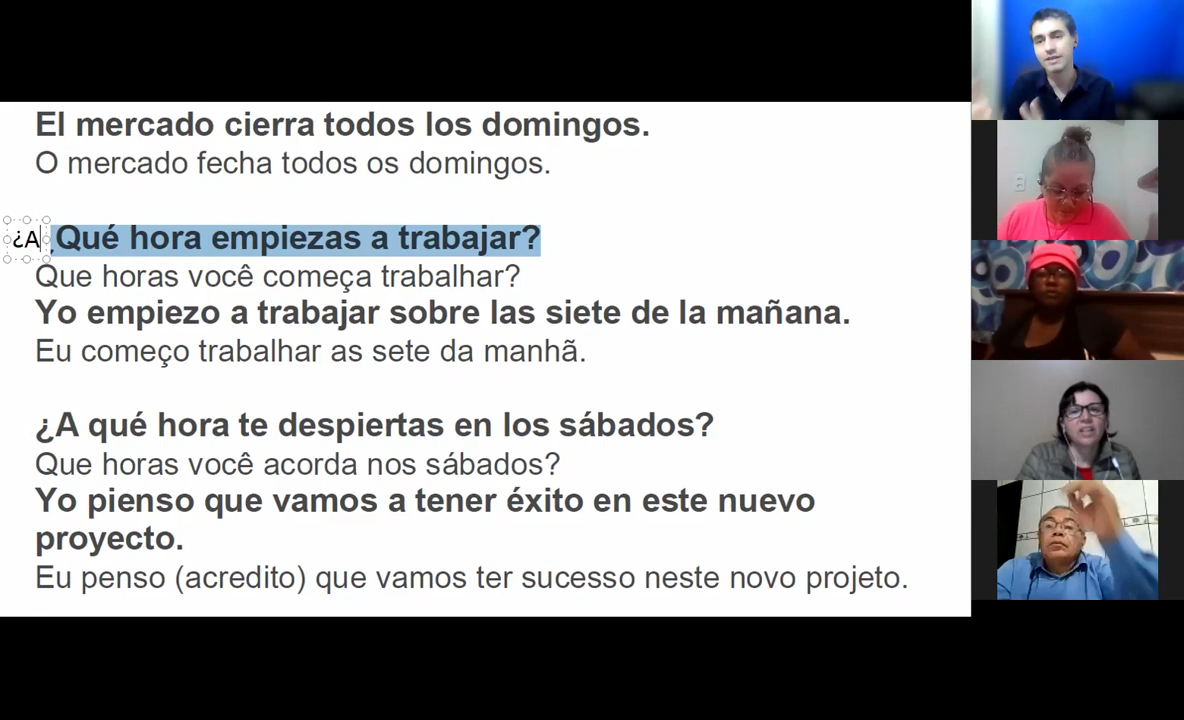 El mercado cierra todos los domingos.
O mercado fecha todos os domingos.
¿A Qué hora empiezas a trabajar?
Que horas você começa trabalhar?
Yo empiezo a trabajar sobre las siete de la mañana.
Eu começo trabalhar as sete da manhã.
¿A qué hora te despiertas en los sábados?
Que horas você acorda nos sábados?
Yo pienso que vamos a tener éxito en este nuevo
proyecto.
Eu penso (acredito) que vamos ter sucesso neste novo projeto.